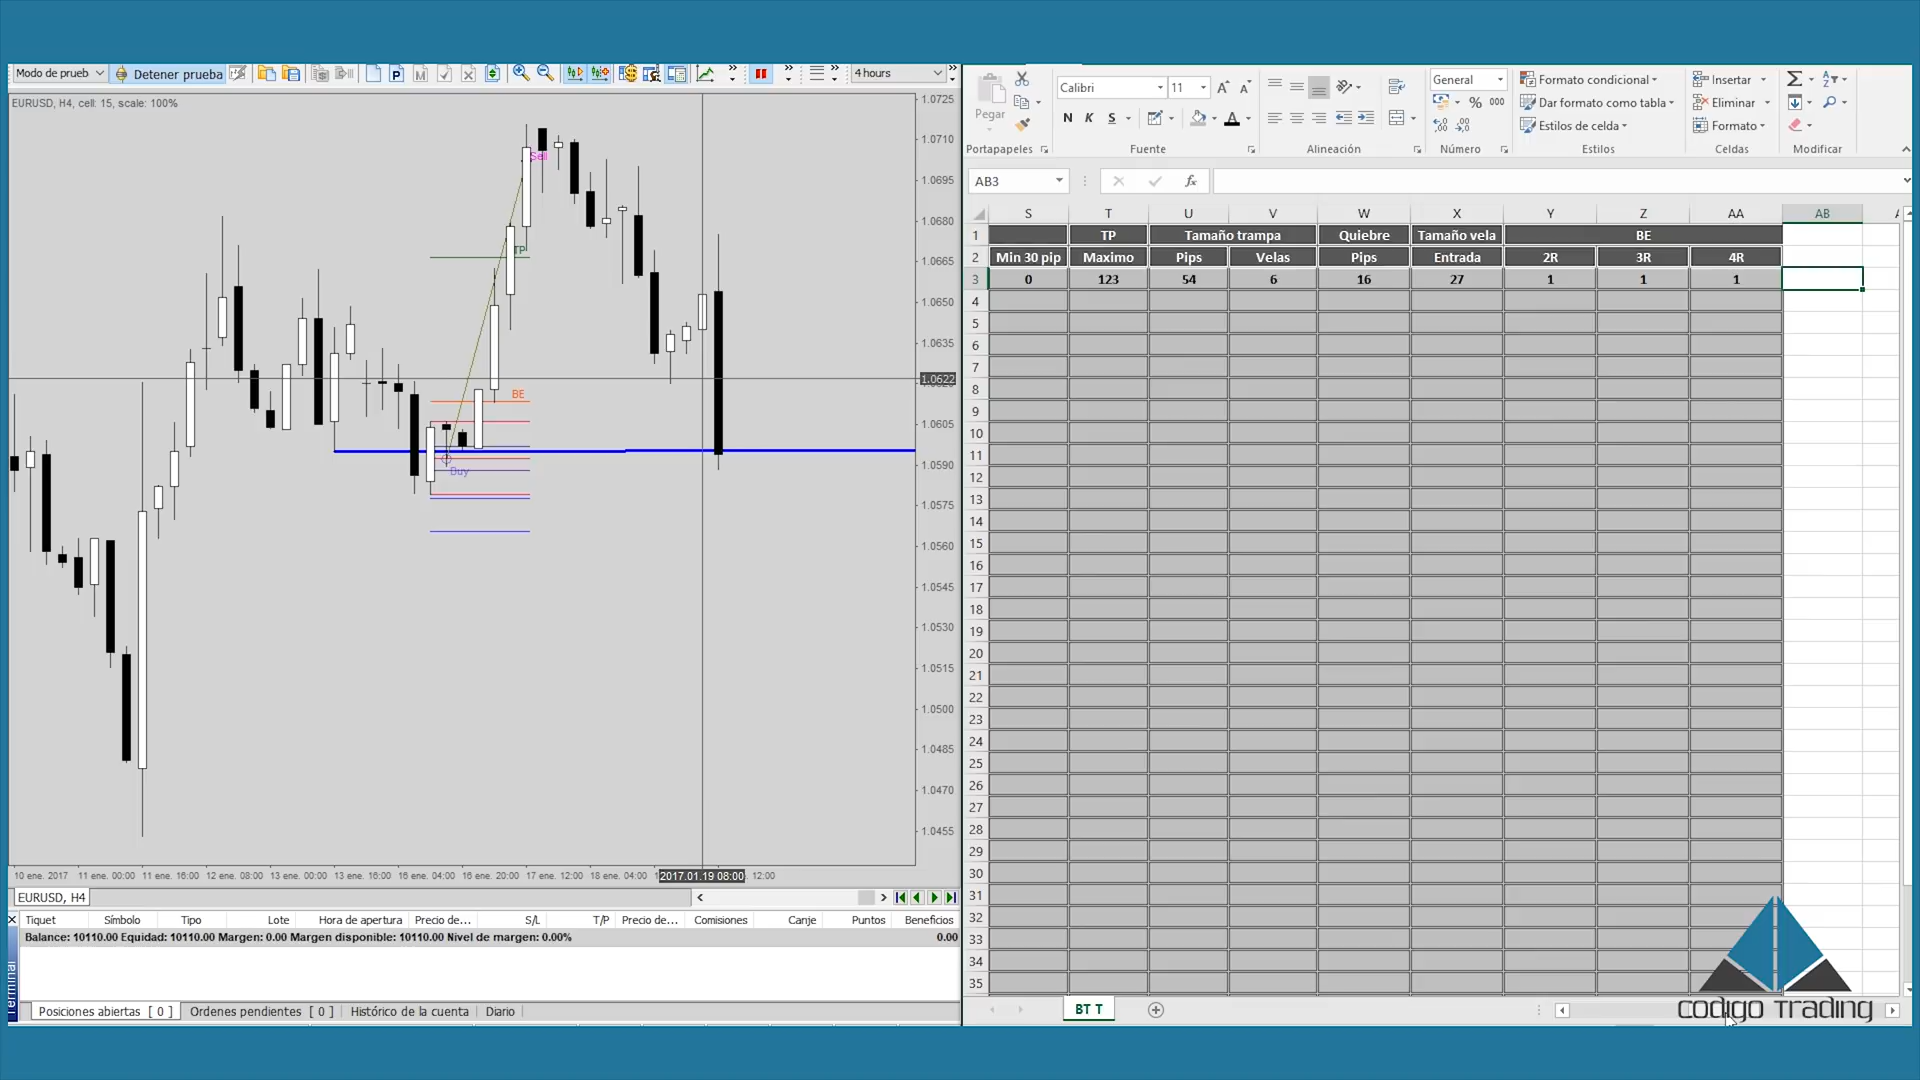 Modo de prueb
Detener prueba
4 hours
EURUSD, H4, cell: 15, scale: 100%
1.0725
1.0710
1.0695
1.0680
1.0665
1.0650
1.0635
1.0622
1.0605
1.0590
1.0575
1.0560
1.0545
1.0530
1.0515
1.0500
1.0485
1.0470
1.0455
Sell
TP
BE
Buy
10 ene. 2017 11 ene. 00:00 11 ene. 16:00 12 ene. 08:00 13 ene. 00:00 13 ene. 16:00 16 ene. 04:00 16 ene. 20:00 17 ene. 12:00 18 ene. 04:00 2017.01.19 08:00 12:00
EURUSD, H4
Tiquet Símbolo Tipo Lote Hora de apertura Precio de... S/L T/P Precio de... Comisiones Canje Puntos Beneficios
Balance: 10110.00 Equidad: 10110.00 Margen: 0.00 Margen disponible: 10110.00 Nivel de margen: 0.00% 0.00
Terminal
Posiciones abiertas [ 0 ] Ordenes pendientes [ 0 ] Histórico de la cuenta Diario
Pegar
Calibri 11
N K S
General
% 000
Formato condicional
Dar formato como tabla
Estilos de celda
Insertar
Eliminar
Formato
Portapapeles Fuente Alineación Número Estilos Celdas Modificar
AB3 fx
S T U V W X Y Z AA AB
1 TP Tamaño trampa Quiebre Tamaño vela BE
2 Min 30 pip Maximo Pips Velas Pips Entrada 2R 3R 4R
3 0 123 54 6 16 27 1 1 1
4
5
6
7
8
9
10
11
12
13
14
15
16
17
18
19
20
21
22
23
24
25
26
27
28
29
30
31
32
33
34
35
BT T
codigo Trading